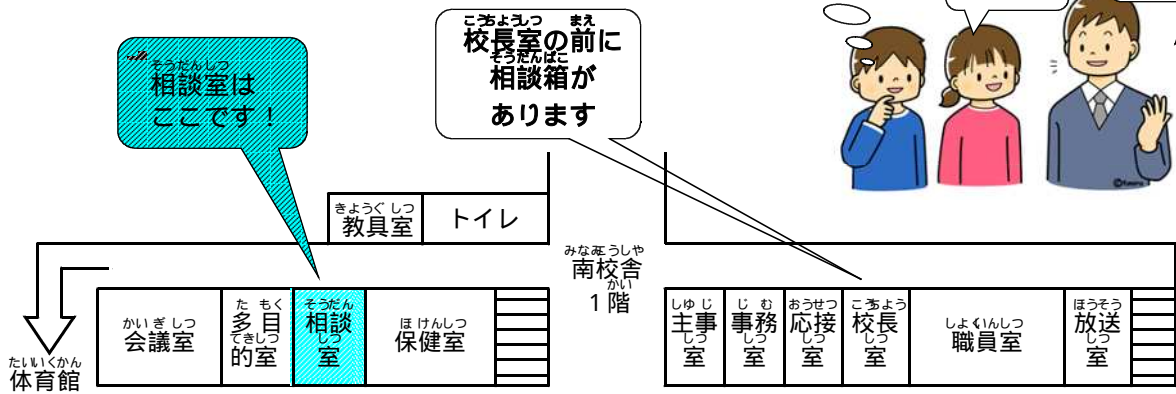 相談室は
ここです！
校長室の前に
相談箱が
あります
教具室
トイレ
南校舎
1階
会議室
多目
的室
相談
室
保健室
主事
室
事務
室
応接
室
校長
室
職員室
放送
室
体育館